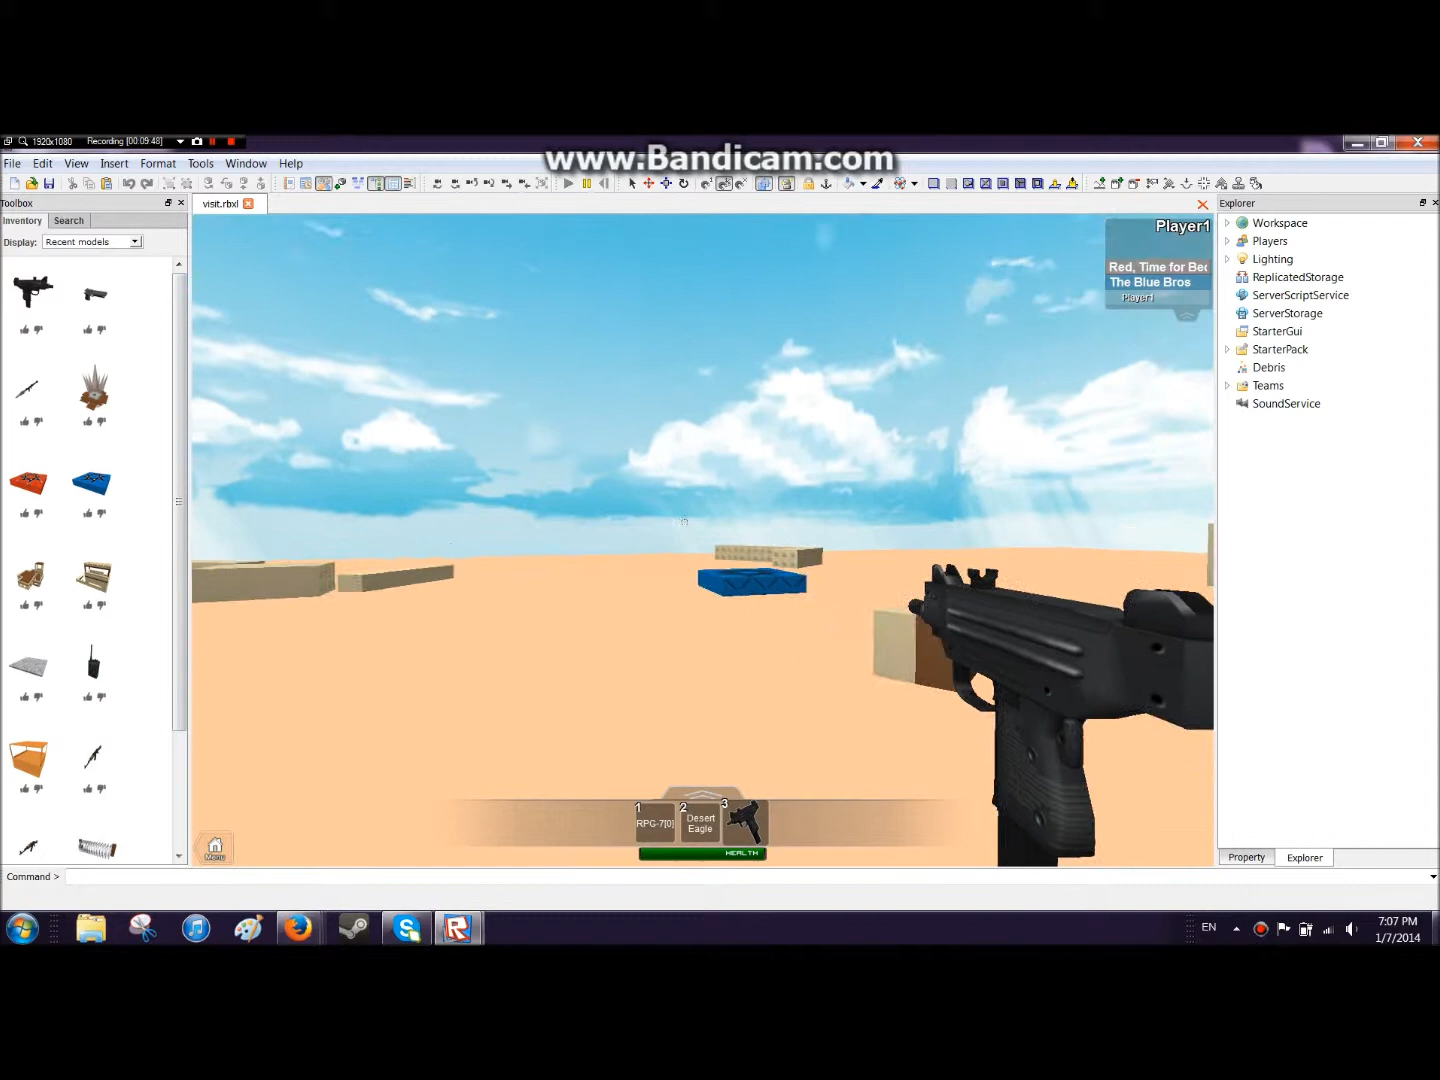 1920x1080 Recording [00:09:48]
www.Bandicam.com
File Edit View Insert Format Tools Window Help
Toolbox
visit.rbxl
Explorer
Inventory Search
Display: Recent models
Player1
Red, Time for Bed
The Blue Bros
Player1
Workspace
Players
Lighting
ReplicatedStorage
ServerScriptService
ServerStorage
StarterGui
StarterPack
Debris
Teams
SoundService
1 2 3
RPG-7[0]
Desert
Eagle
HEALTH
Menu
Property Explorer
Command >
EN
7:07 PM
1/7/2014